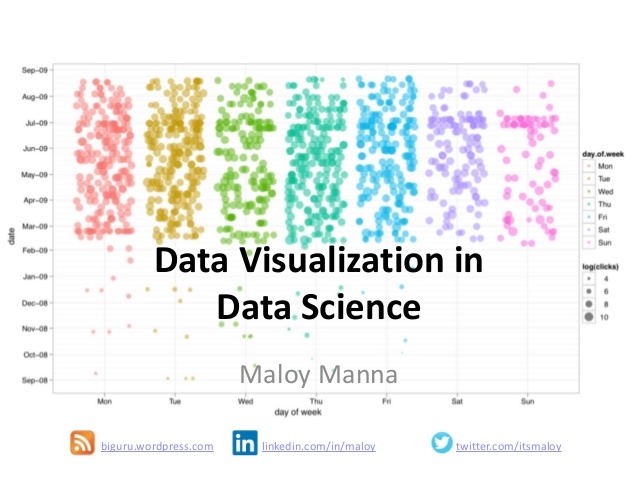 Sep-09
Aug-09
Jul-09
Jun-09
May-09
Apr-09
Mar-09
Feb-09
Jan-09
Dec-08
Nov-08
Oct-08
Sep-08
date
Data Visualization in
Data Science
Maloy Manna
Mon Tue Wed Thu Fri Sat Sun
day of week
day.of.week
Mon
Tue
Wed
Thu
Fri
Sat
Sun
log(clicks)
4
6
8
10
biguru.wordpress.com linkedin.com/in/maloy twitter.com/itsmaloy